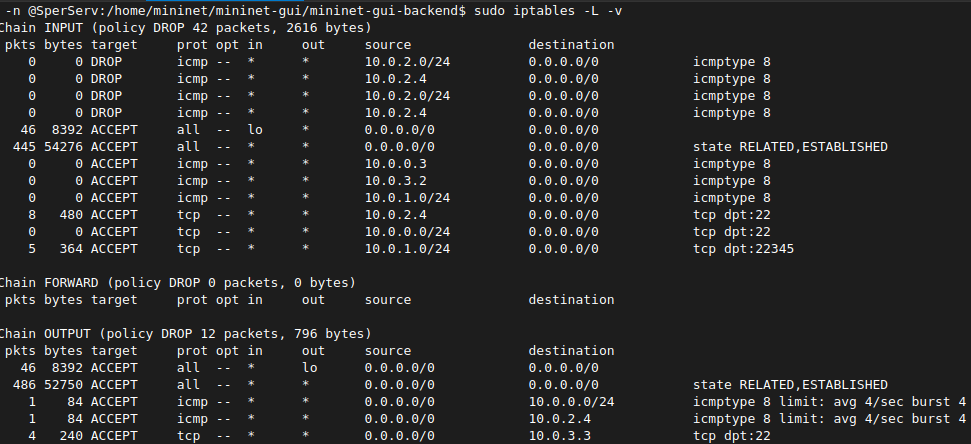 -n @SperServ:/home/mininet/mininet-gui/mininet-gui-backend$ sudo iptables -L -v
Chain INPUT (policy DROP 42 packets, 2616 bytes)
pkts bytes target prot opt in out source destination
0 0 DROP icmp -- * * 10.0.2.0/24 0.0.0.0/0 icmptype 8
0 0 DROP icmp -- * * 10.0.2.4 0.0.0.0/0 icmptype 8
0 0 DROP icmp -- * * 10.0.2.0/24 0.0.0.0/0 icmptype 8
0 0 DROP icmp -- * * 10.0.2.4 0.0.0.0/0 icmptype 8
46 8392 ACCEPT all -- lo * 0.0.0.0/0 0.0.0.0/0
445 54276 ACCEPT all -- * * 0.0.0.0/0 0.0.0.0/0 state RELATED,ESTABLISHED
0 0 ACCEPT icmp -- * * 10.0.0.3 0.0.0.0/0 icmptype 8
0 0 ACCEPT icmp -- * * 10.0.3.2 0.0.0.0/0 icmptype 8
0 0 ACCEPT icmp -- * * 10.0.1.0/24 0.0.0.0/0 icmptype 8
8 480 ACCEPT tcp -- * * 10.0.2.4 0.0.0.0/0 tcp dpt:22
0 0 ACCEPT tcp -- * * 10.0.0.0/24 0.0.0.0/0 tcp dpt:22
5 364 ACCEPT tcp -- * * 10.0.1.0/24 0.0.0.0/0 tcp dpt:22345
Chain FORWARD (policy DROP 0 packets, 0 bytes)
pkts bytes target prot opt in out source destination
Chain OUTPUT (policy DROP 12 packets, 796 bytes)
pkts bytes target prot opt in out source destination
46 8392 ACCEPT all -- * lo 0.0.0.0/0 0.0.0.0/0
486 52750 ACCEPT all -- * * 0.0.0.0/0 0.0.0.0/0 state RELATED,ESTABLISHED
1 84 ACCEPT icmp -- * * 0.0.0.0/0 10.0.0.0/24 icmptype 8 limit: avg 4/sec burst 4
1 84 ACCEPT icmp -- * * 0.0.0.0/0 10.0.2.4 icmptype 8 limit: avg 4/sec burst 4
4 240 ACCEPT tcp -- * * 0.0.0.0/0 10.0.3.3 tcp dpt:22